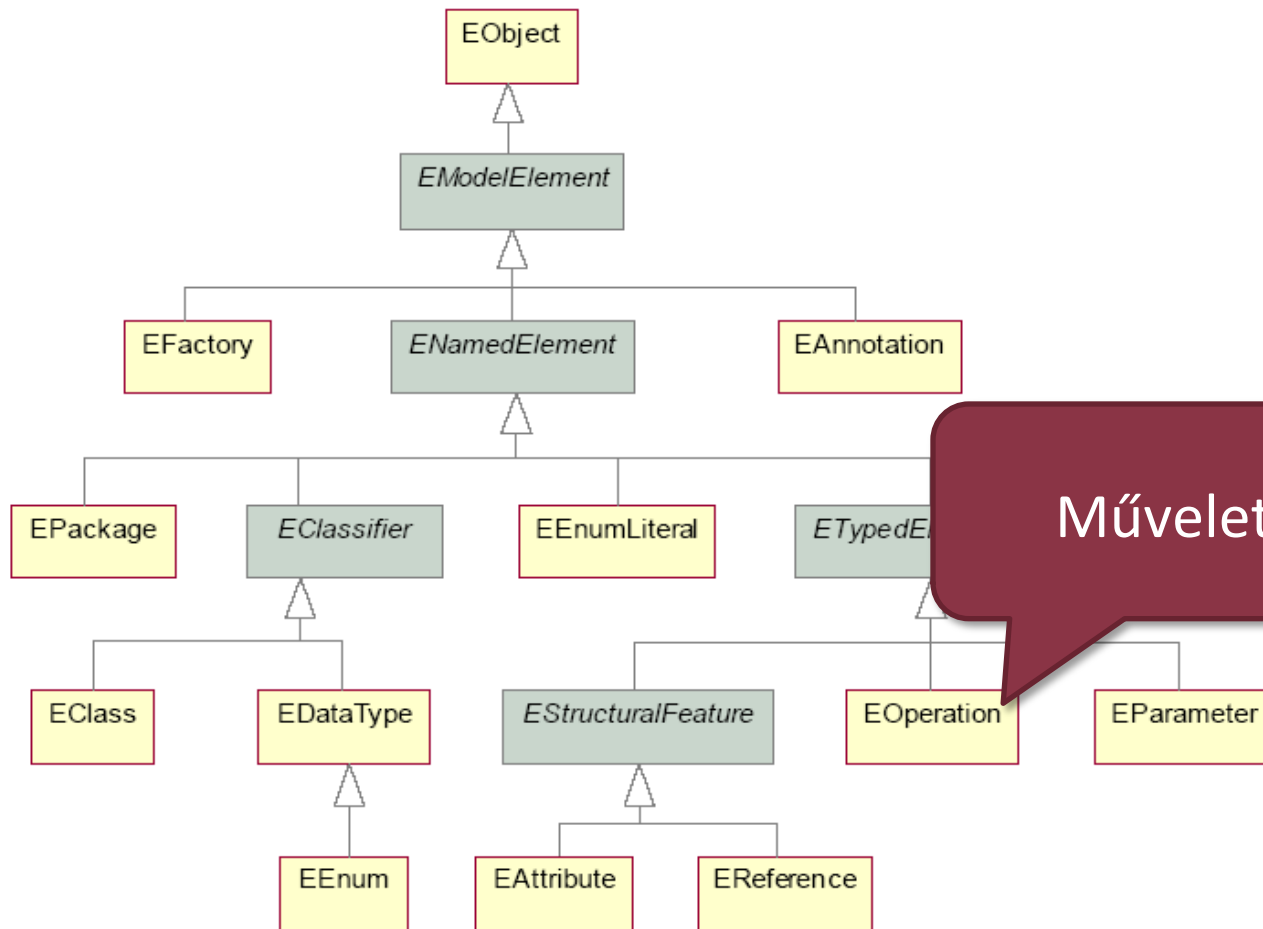 EObject
EModelElement
EFactory
ENamedElement
EAnnotation
EPackage
EClassifier
EEnumLiteral
Művelet
EClass
EDataType
EStructuralFeature
EOperation
EParameter
EEnum
EAttribute
EReference